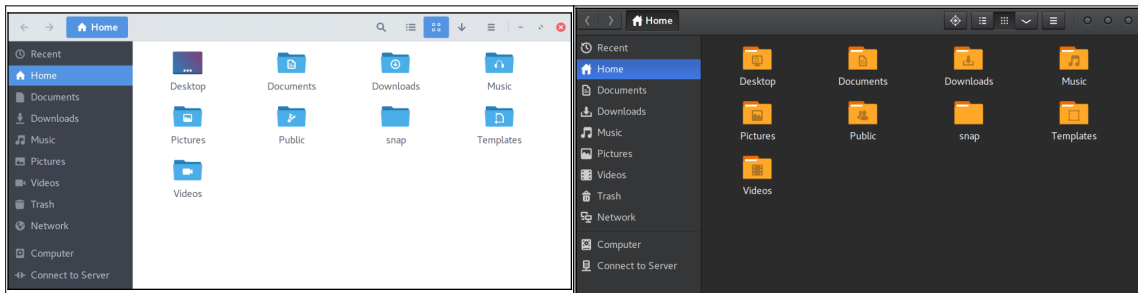 Home
Recent
Home
Documents
Downloads
Music
Pictures
Videos
Trash
Network
Computer
Connect to Server
Desktop Documents Downloads Music
Pictures Public snap Templates
Videos
Home
Recent
Home
Documents
Downloads
Music
Pictures
Videos
Trash
Network
Computer
Connect to Server
Desktop Documents Downloads Music
Pictures Public snap Templates
Videos